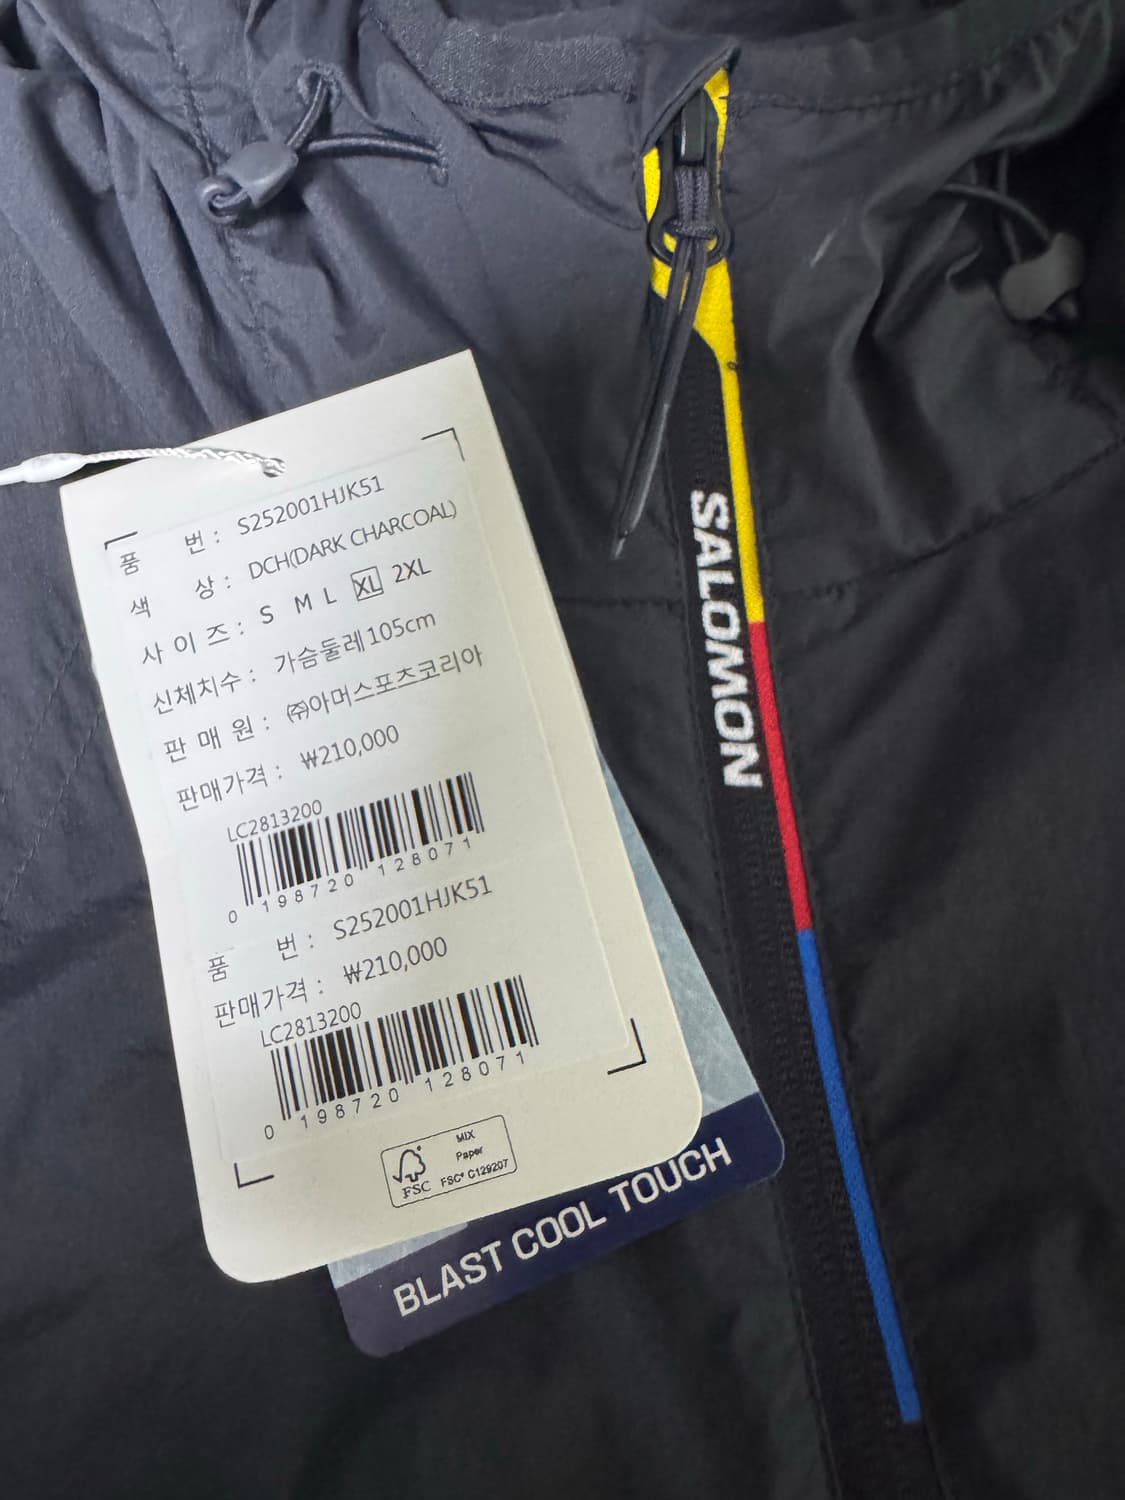 품 번 : S252001HJK51
색 상 : DCH(DARK CHARCOAL)
사 이 즈 : S M L XL 2XL
신체치수 : 가슴둘레105cm
판 매 원 : ㈜아머스포츠코리아
판매가격 : ₩210,000
LC2813200
0 198720 128071
품 번 : S252001HJK51
판매가격 : ₩210,000
LC2813200
0 198720 128071
FSC
MIX
Paper
FSC® C129207
BLAST COOL TOUCH
SALOMON